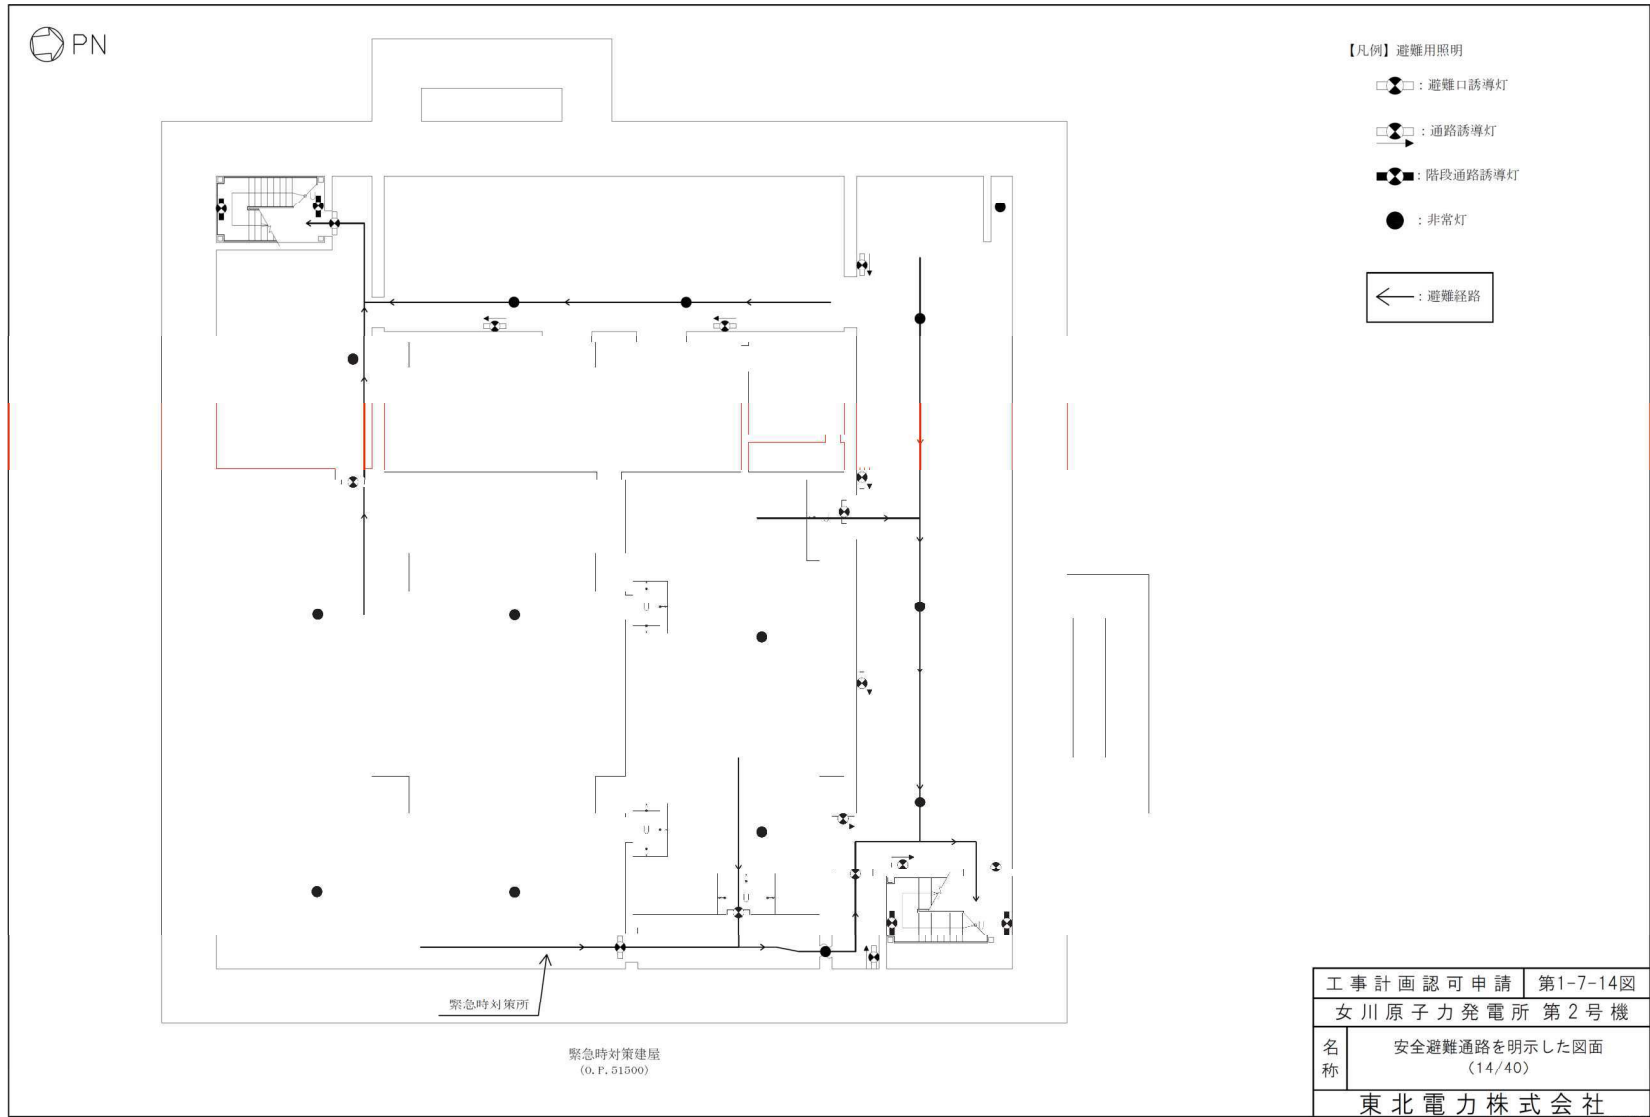 PN
【凡例】避難用照明
：避難口誘導灯
：通路誘導灯
：階段通路誘導灯
：非常灯
：避難経路
U
U
U
U
U
緊急時対策所
緊急時対策建屋
(O.P.51500)
工事計画認可申請 第1-7-14図
女川原子力発電所 第2号機
名称 安全避難通路を明示した図面
(14/40)
東北電力株式会社